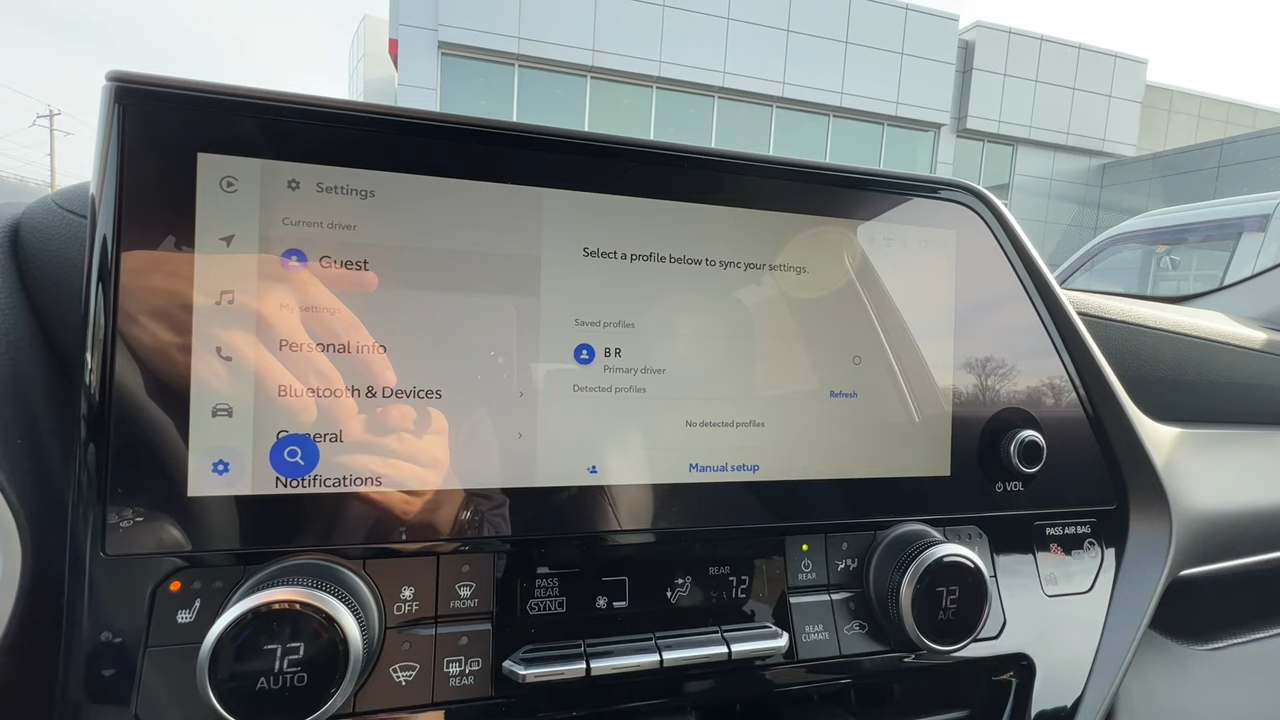 Settings
Current driver
Guest
My settings
Personal info
Bluetooth & Devices
General
Notifications
Select a profile below to sync your settings.
Saved profiles
B R
Primary driver
Detected profiles
Refresh
No detected profiles
Manual setup
VOL
PASS AIR BAG
OFF
FRONT
REAR
72
AUTO
PASS
REAR
SYNC
REAR
72
REAR
REAR
CLIMATE
72
A/C